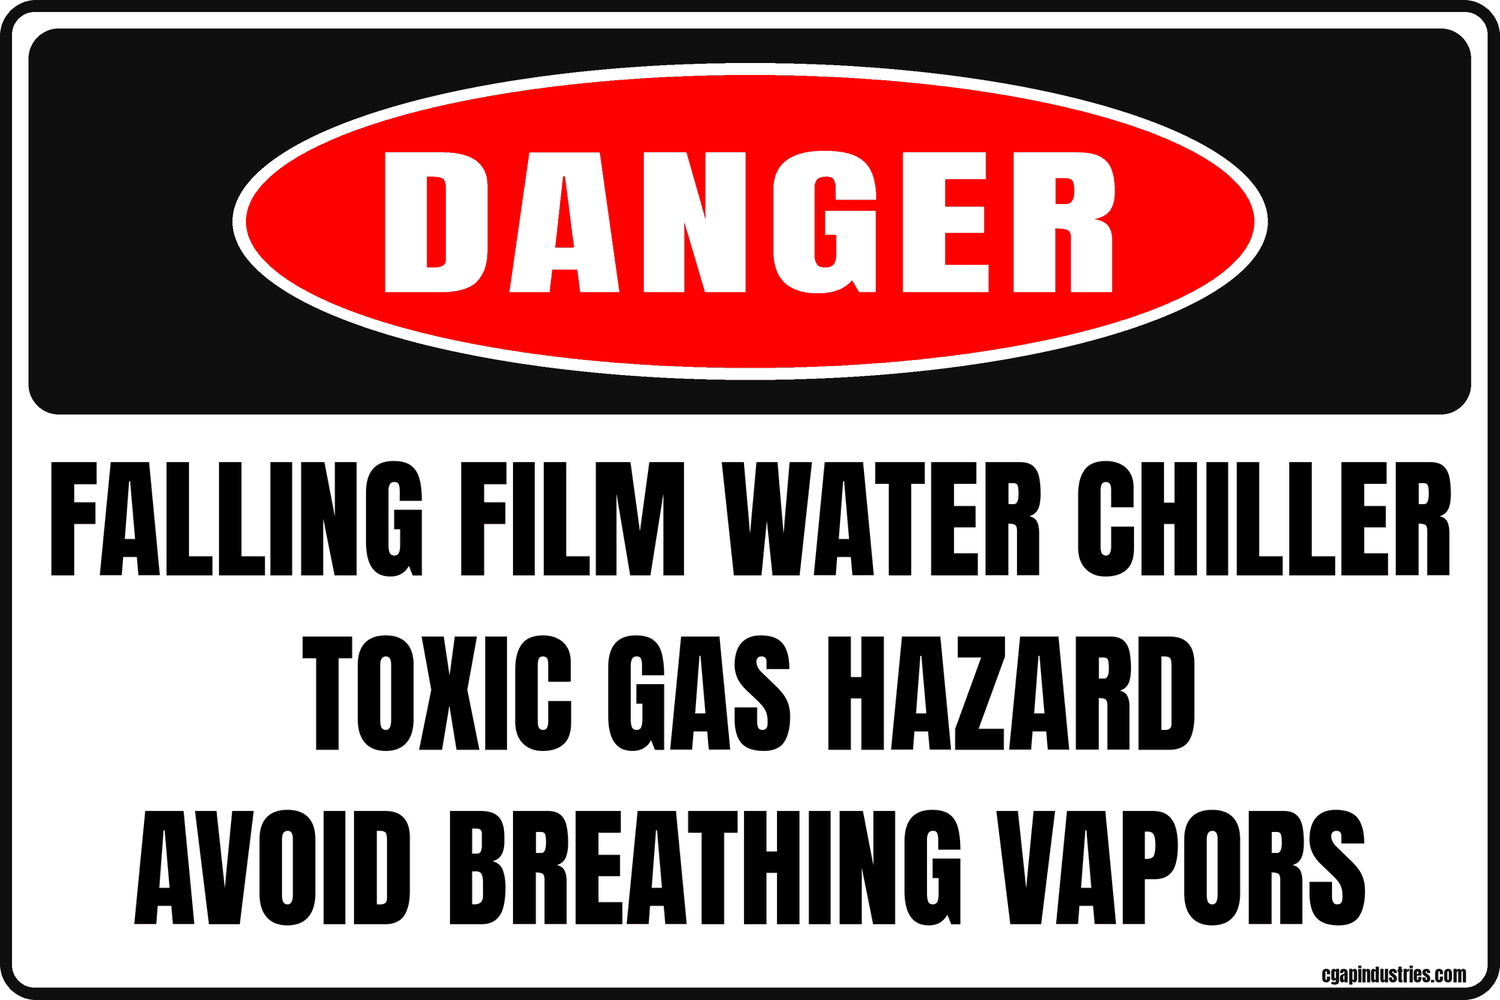 DANGER
FALLING FILM WATER CHILLER
TOXIC GAS HAZARD
AVOID BREATHING VAPORS
cgapindustries.com